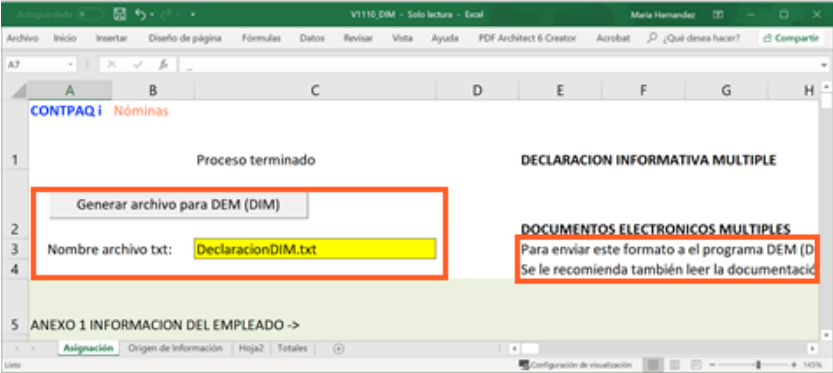 Autoguardado
V1110_DIM - Solo lectura - Excel
Maria Hernandez
Archivo Inicio Insertar Diseño de página Fórmulas Datos Revisar Vista Ayuda PDF Architect 6 Creator Acrobat ¿Qué desea hacer? Compartir
A7 fx _
A B C D E F G H
CONTPAQ i Nóminas
1 Proceso terminado DECLARACION INFORMATIVA MULTIPLE
Generar archivo para DEM (DIM)
2 DOCUMENTOS ELECTRONICOS MULTIPLES
3 Nombre archivo txt: DeclaracionDIM.txt Para enviar este formato a el programa DEM (D
4 Se le recomienda también leer la documentació
5 ANEXO 1 INFORMACION DEL EMPLEADO ->
Asignación Origen de Información Hoja2 Totales
Listo Configuración de visualización 145%